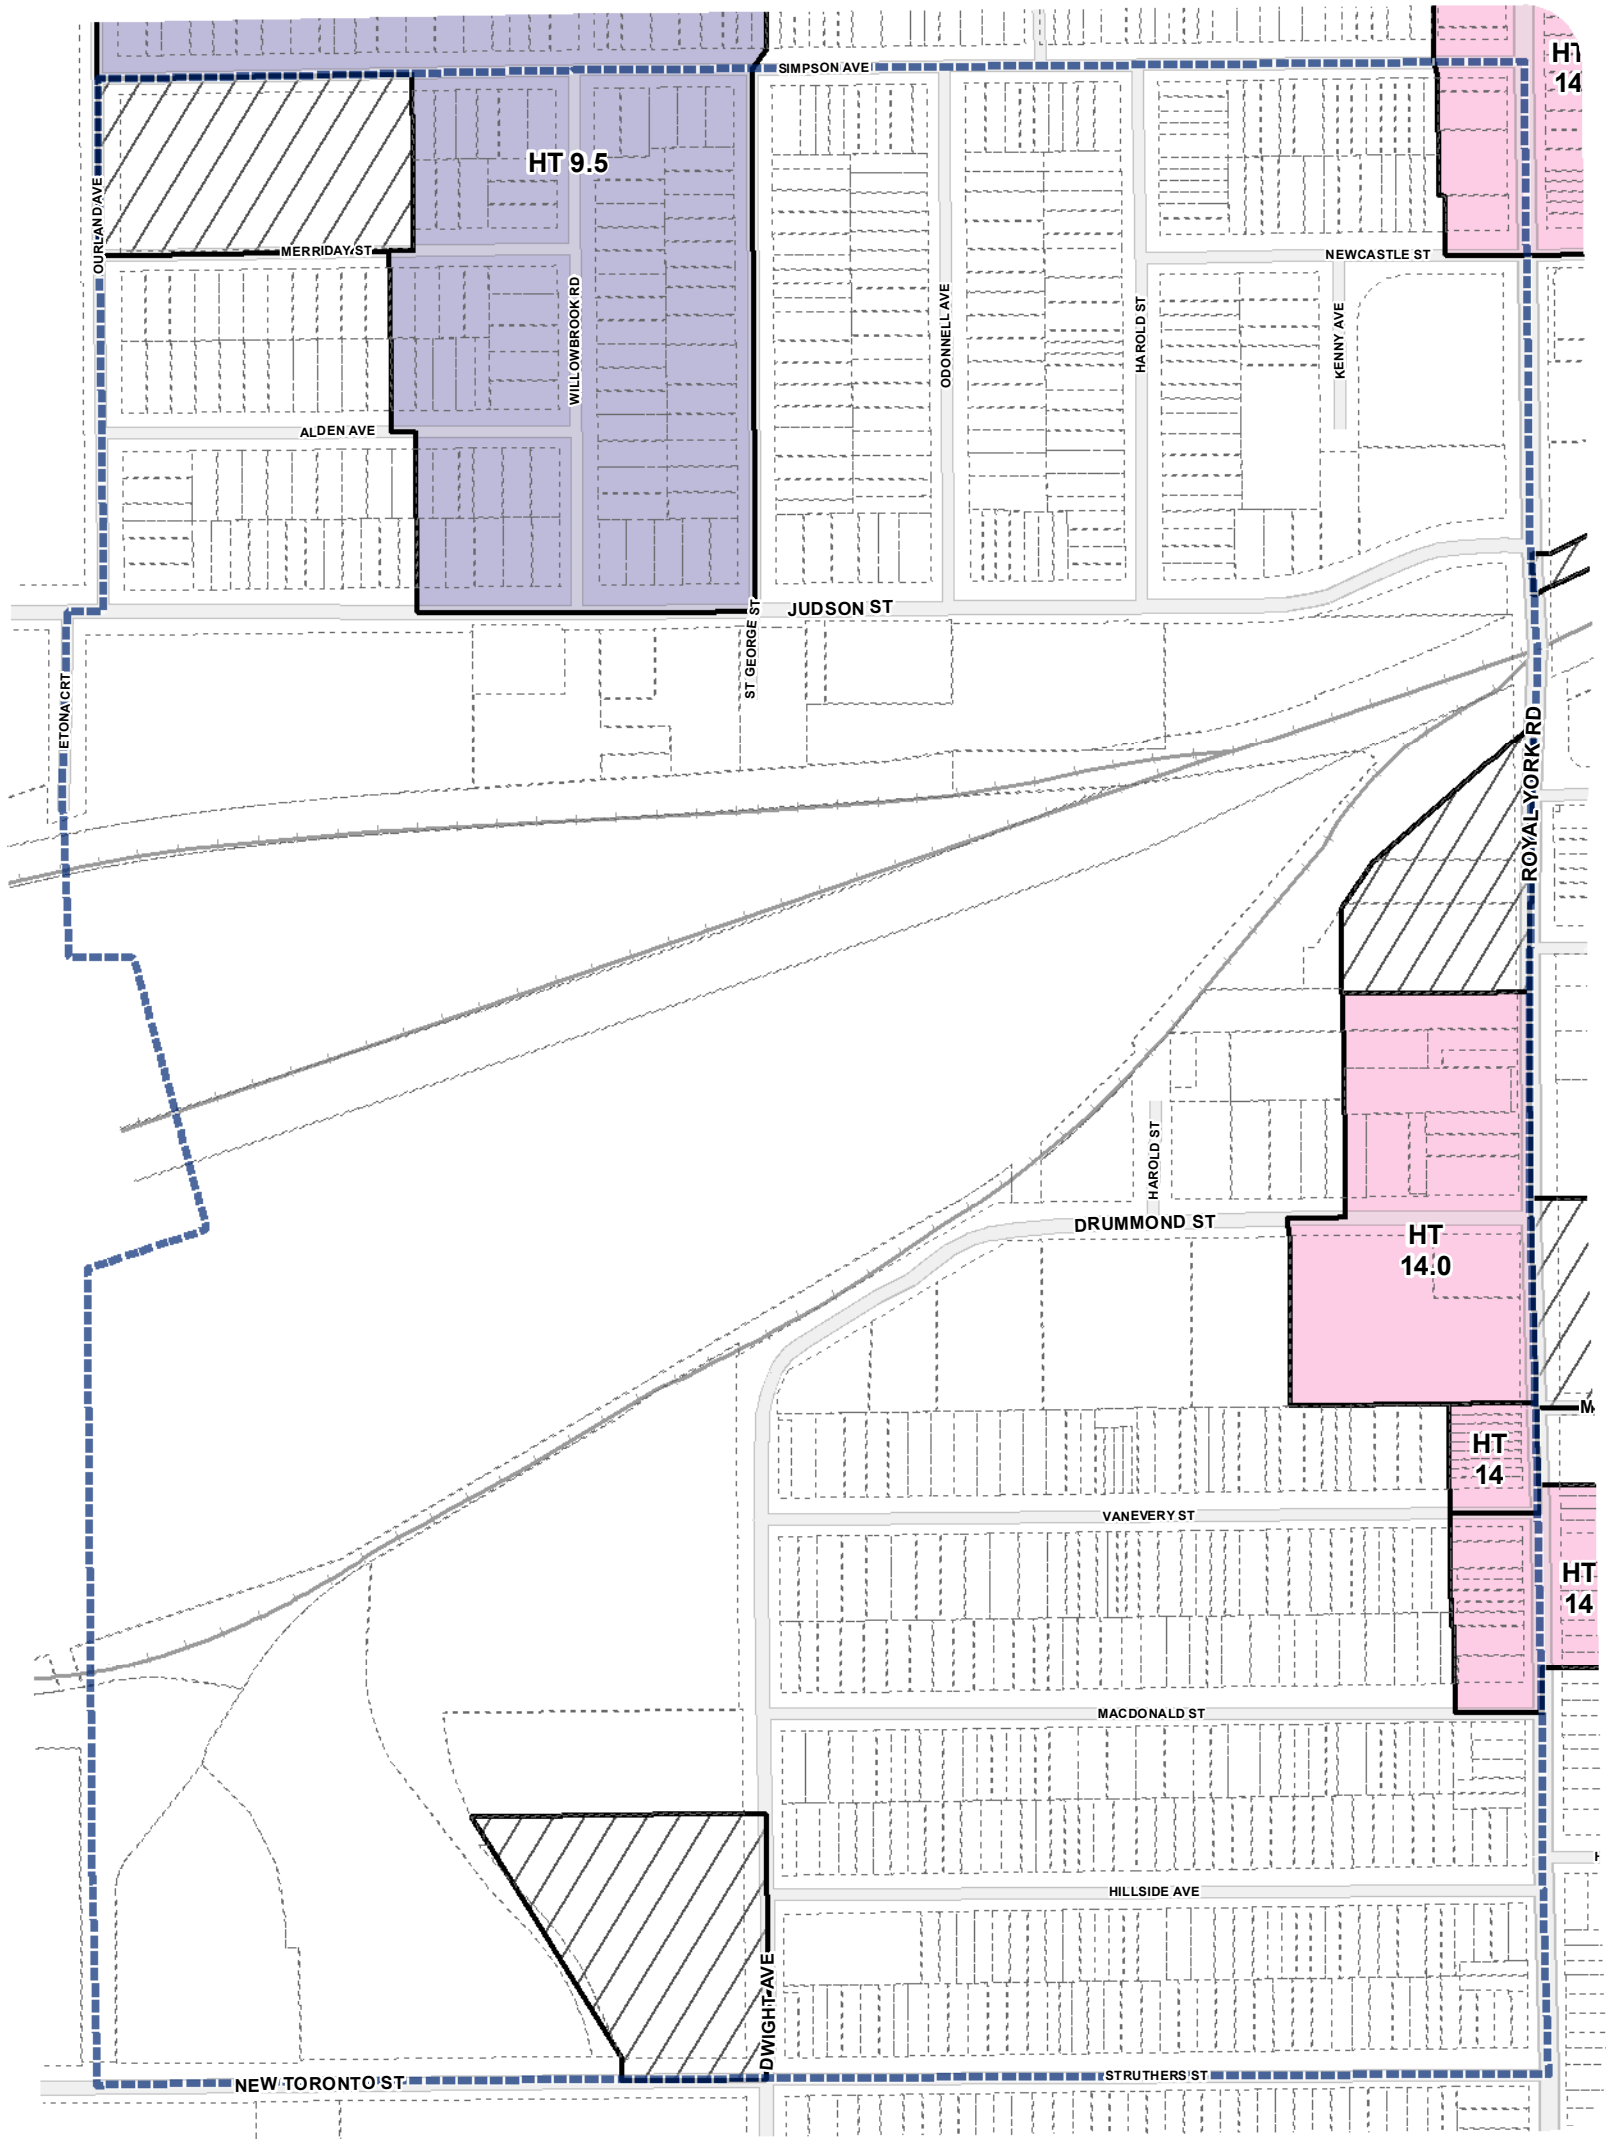 HT
14
SIMPSON AVE
HT 9.5
OURLAND AVE
MERRIDAY ST
NEWCASTLE ST
WILLOWBROOK RD
ODONNELL AVE
HAROLD ST
KENNY AVE
ALDEN AVE
JUDSON ST
ST GEORGE ST
ETONA CRT
ROYAL YORK RD
HAROLD ST
DRUMMOND ST
HT
14.0
M
HT
14
VANEVERY ST
HT
14
MACDONALD ST
H
HILLSIDE AVE
DWIGHT AVE
NEW TORONTO ST
STRUTHERS ST